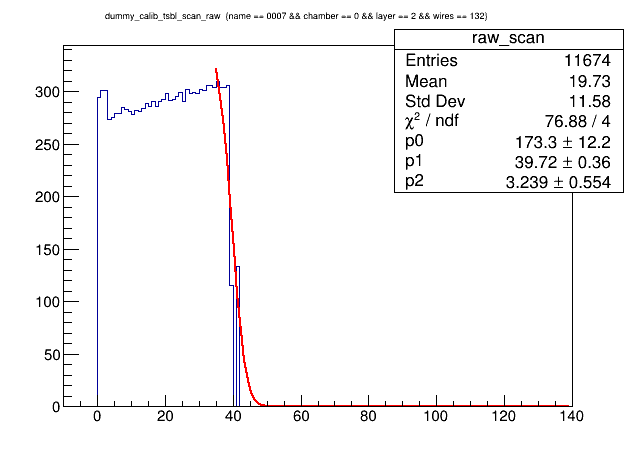 dummy_calib_tsbl_scan_raw (name == 0007 && chamber == 0 && layer == 2 && wires == 132)
raw_scan
Entries 11674
Mean 19.73
Std Dev 11.58
χ² / ndf 76.88 / 4
p0 173.3 ± 12.2
p1 39.72 ± 0.36
p2 3.239 ± 0.554
300
250
200
150
100
50
0
0 20 40 60 80 100 120 140